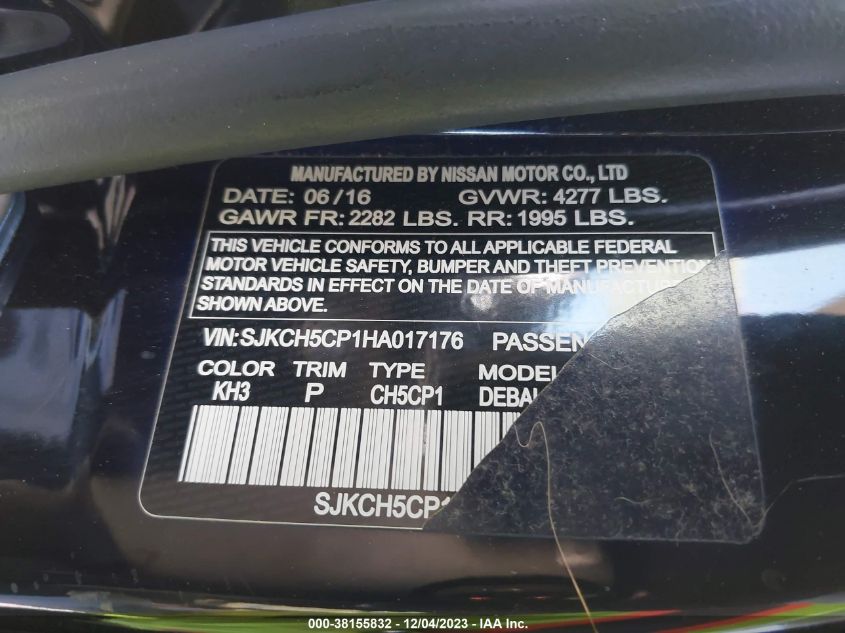 MANUFACTURED BY NISSAN MOTOR CO., LTD
DATE: 06/16 GVWR: 4277 LBS.
GAWR FR: 2282 LBS. RR: 1995 LBS.
THIS VEHICLE CONFORMS TO ALL APPLICABLE FEDERAL
MOTOR VEHICLE SAFETY, BUMPER AND THEFT PREVENTION
STANDARDS IN EFFECT ON THE DATE OF MANUFACTURE
SHOWN ABOVE.
VIN:SJKCH5CP1HA017176 PASSEN
COLOR TRIM TYPE MODEL
KH3 P CH5CP1 DEBAL
SJKCH5CP1
000-38155832 - 12/04/2023 - IAA Inc.